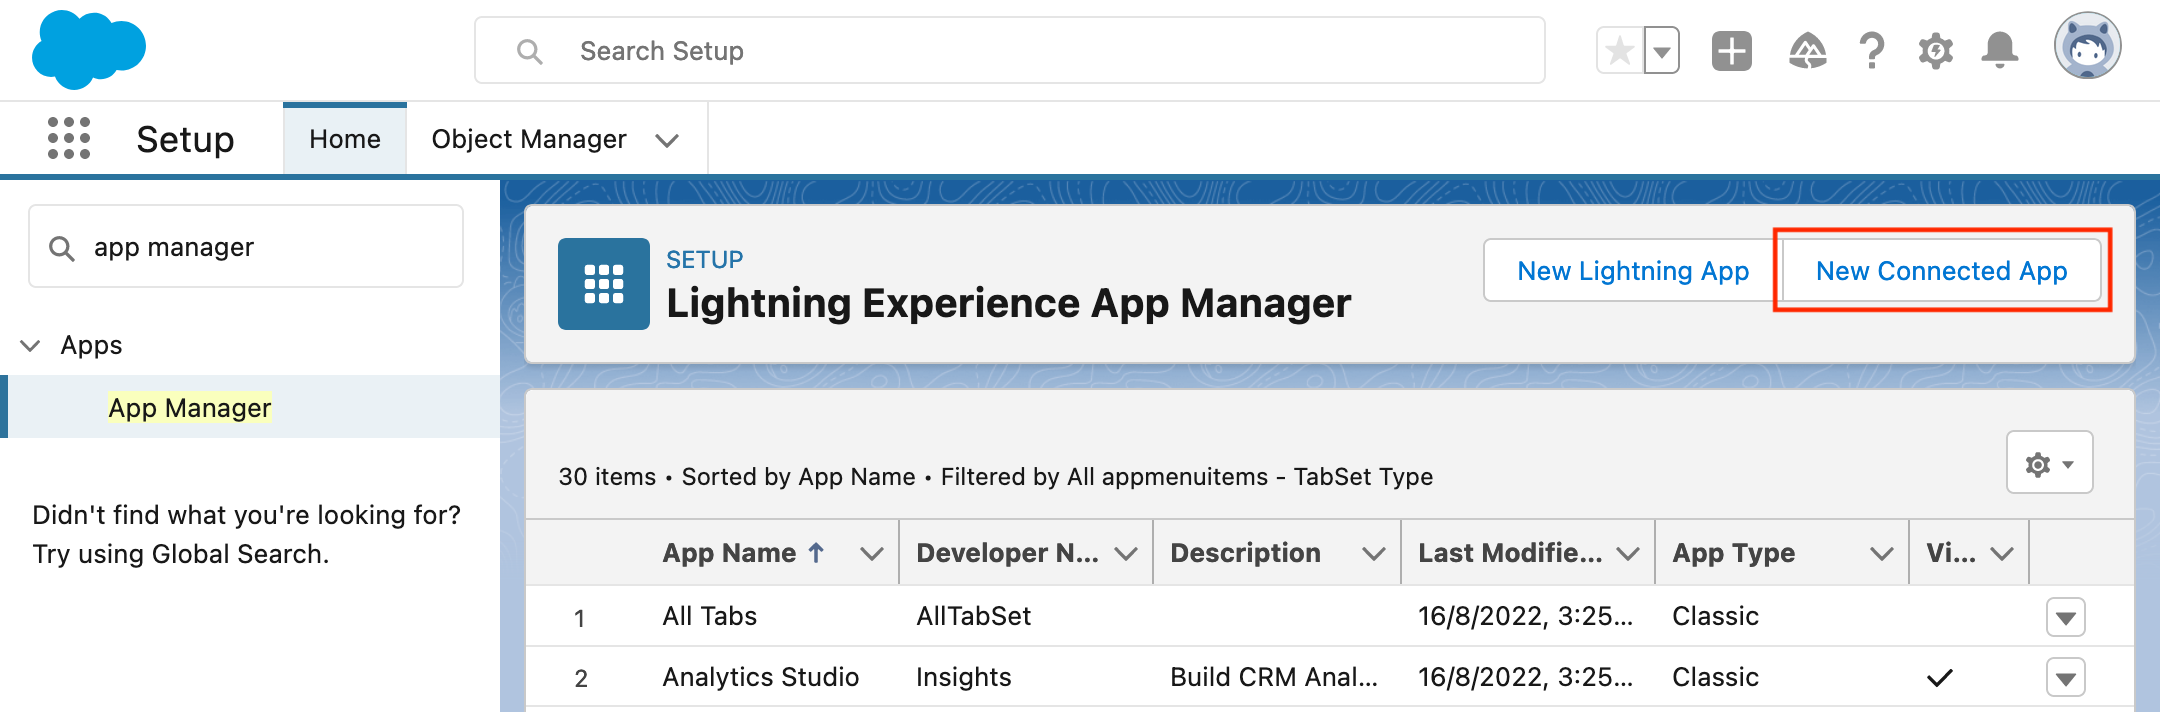 Search Setup
Setup
Home
Object Manager
app manager
Apps
App Manager
Didn't find what you're looking for?
Try using Global Search.
SETUP
Lightning Experience App Manager
New Lightning App
New Connected App
30 items • Sorted by App Name • Filtered by All appmenuitems - TabSet Type
App Name Developer N... Description Last Modifie... App Type Vi...
1 All Tabs AllTabSet 16/8/2022, 3:25... Classic
2 Analytics Studio Insights Build CRM Anal... 16/8/2022, 3:25... Classic